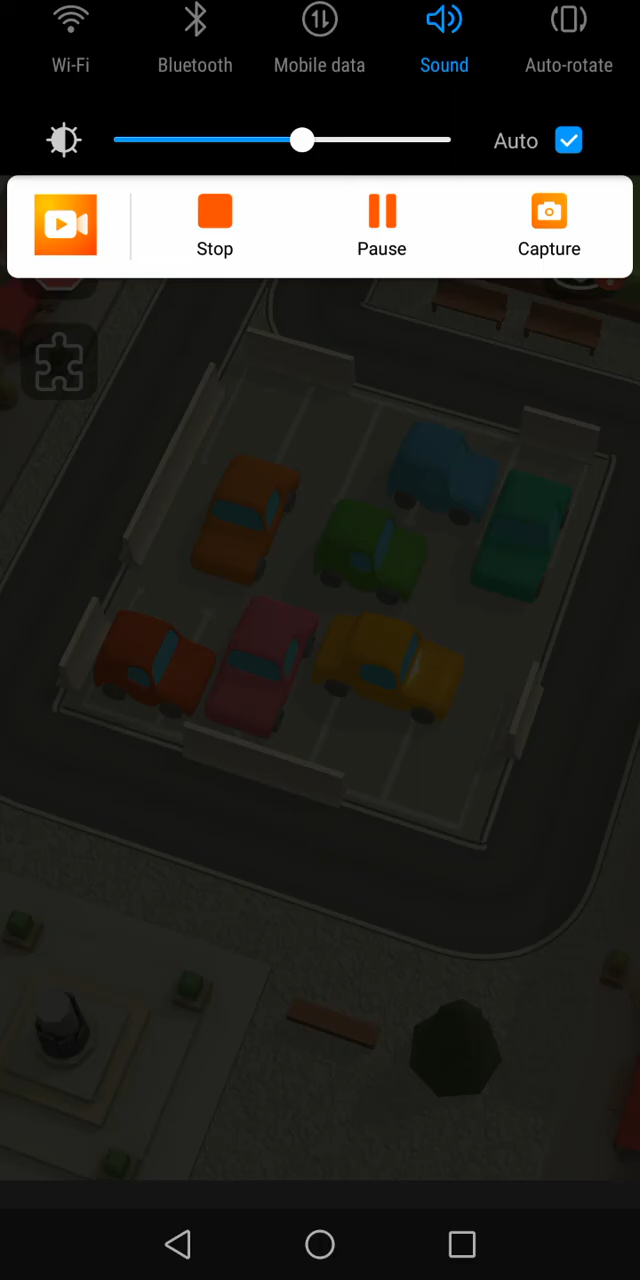 Wi-Fi
Bluetooth
Mobile data
Sound
Auto-rotate
Auto
Stop
Pause
Capture